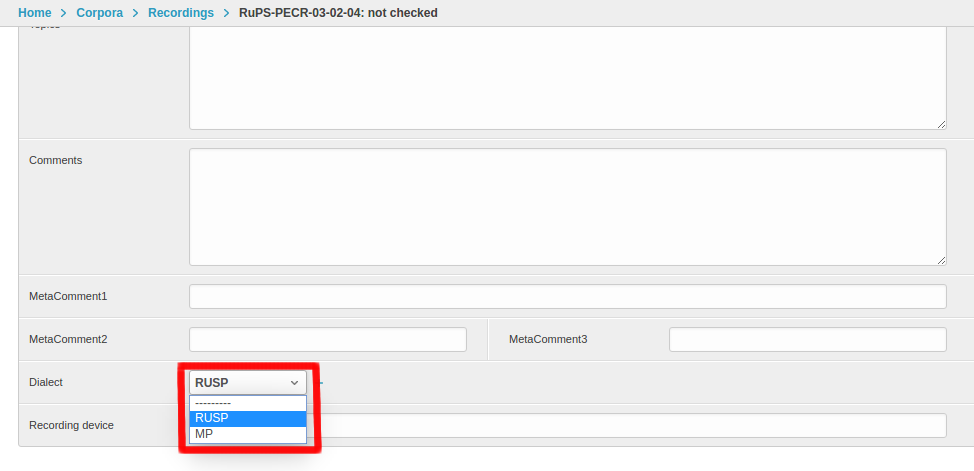 Home > Corpora > Recordings > RuPS-PECR-03-02-04: not checked
Comments
MetaComment1
MetaComment2 MetaComment3
Dialect RUSP
---------
RUSP
Recording device
MP